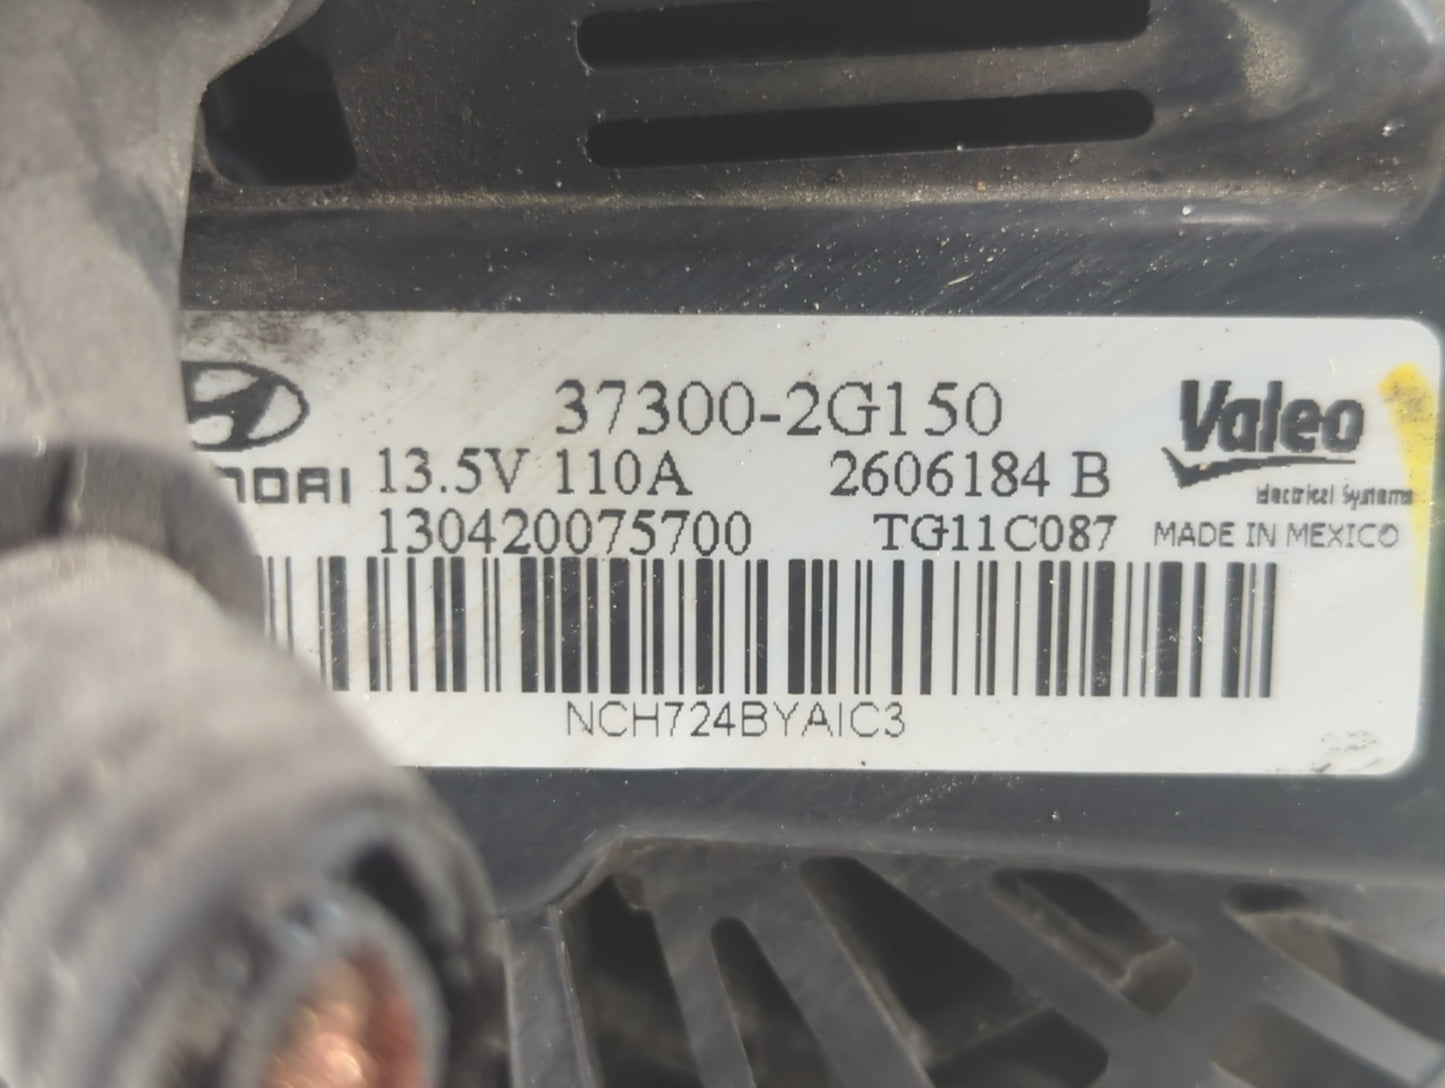 37300-2G150
Valeo
13.5V 110A 2606184 B
Electrical Systems
130420075700 TG11C087 MADE IN MEXICO
NCH724BYAIC3